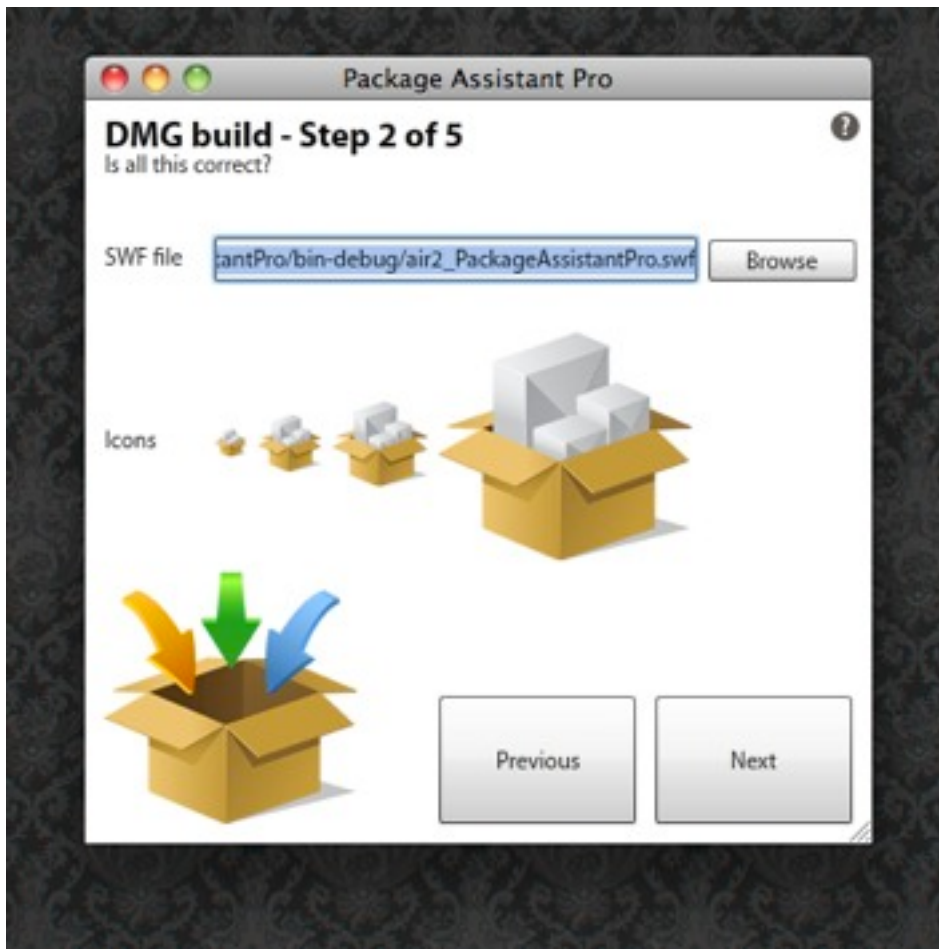 Package Assistant Pro
DMG build - Step 2 of 5
?
Is all this correct?
SWF file
tantPro/bin-debug/air2_PackageAssistantPro.swf
Browse
Icons
Previous
Next